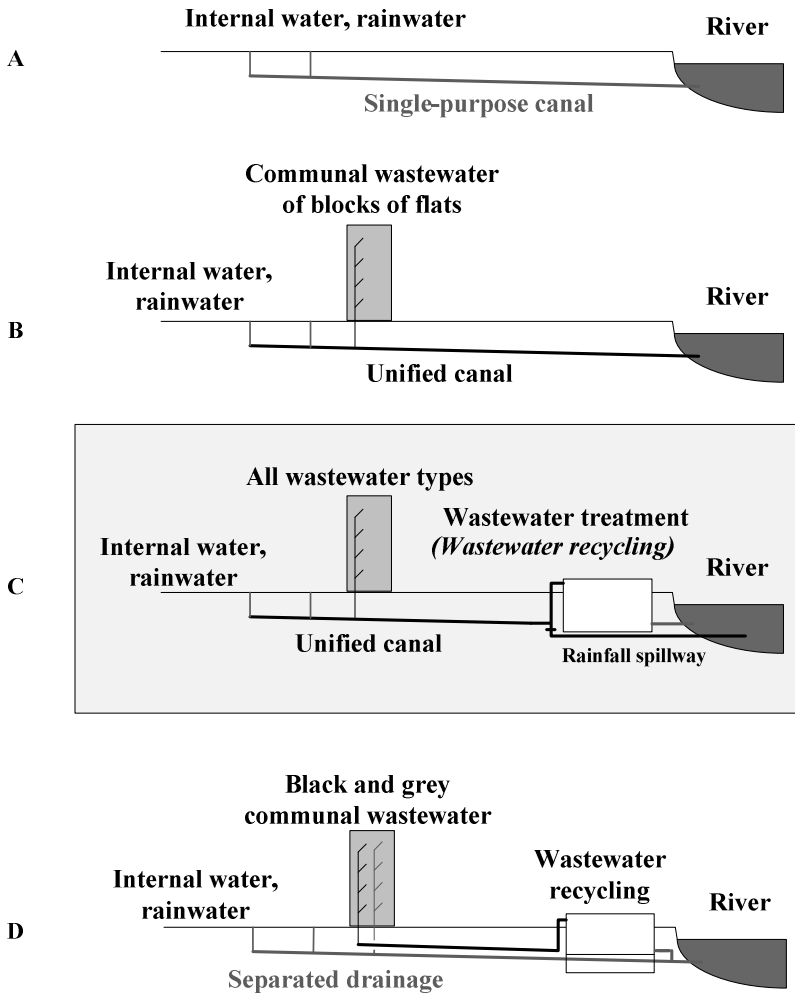 Internal water, rainwater
River
A
Single-purpose canal
Communal wastewater
of blocks of flats
Internal water,
rainwater
River
B
Unified canal
All wastewater types
Wastewater treatment
(Wastewater recycling)
Internal water,
rainwater
River
C
Unified canal
Rainfall spillway
Black and grey
communal wastewater
Wastewater
recycling
Internal water,
rainwater
River
D
Separated drainage